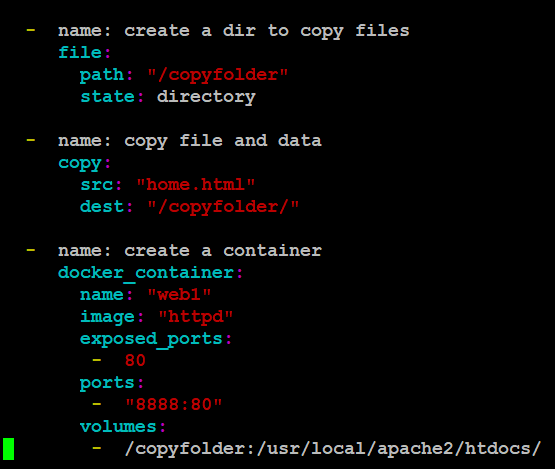 - name: create a dir to copy files
file:
path: "/copyfolder"
state: directory
- name: copy file and data
copy:
src: "home.html"
dest: "/copyfolder/"
- name: create a container
docker_container:
name: "web1"
image: "httpd"
exposed_ports:
- 80
ports:
- "8888:80"
volumes:
- /copyfolder:/usr/local/apache2/htdocs/